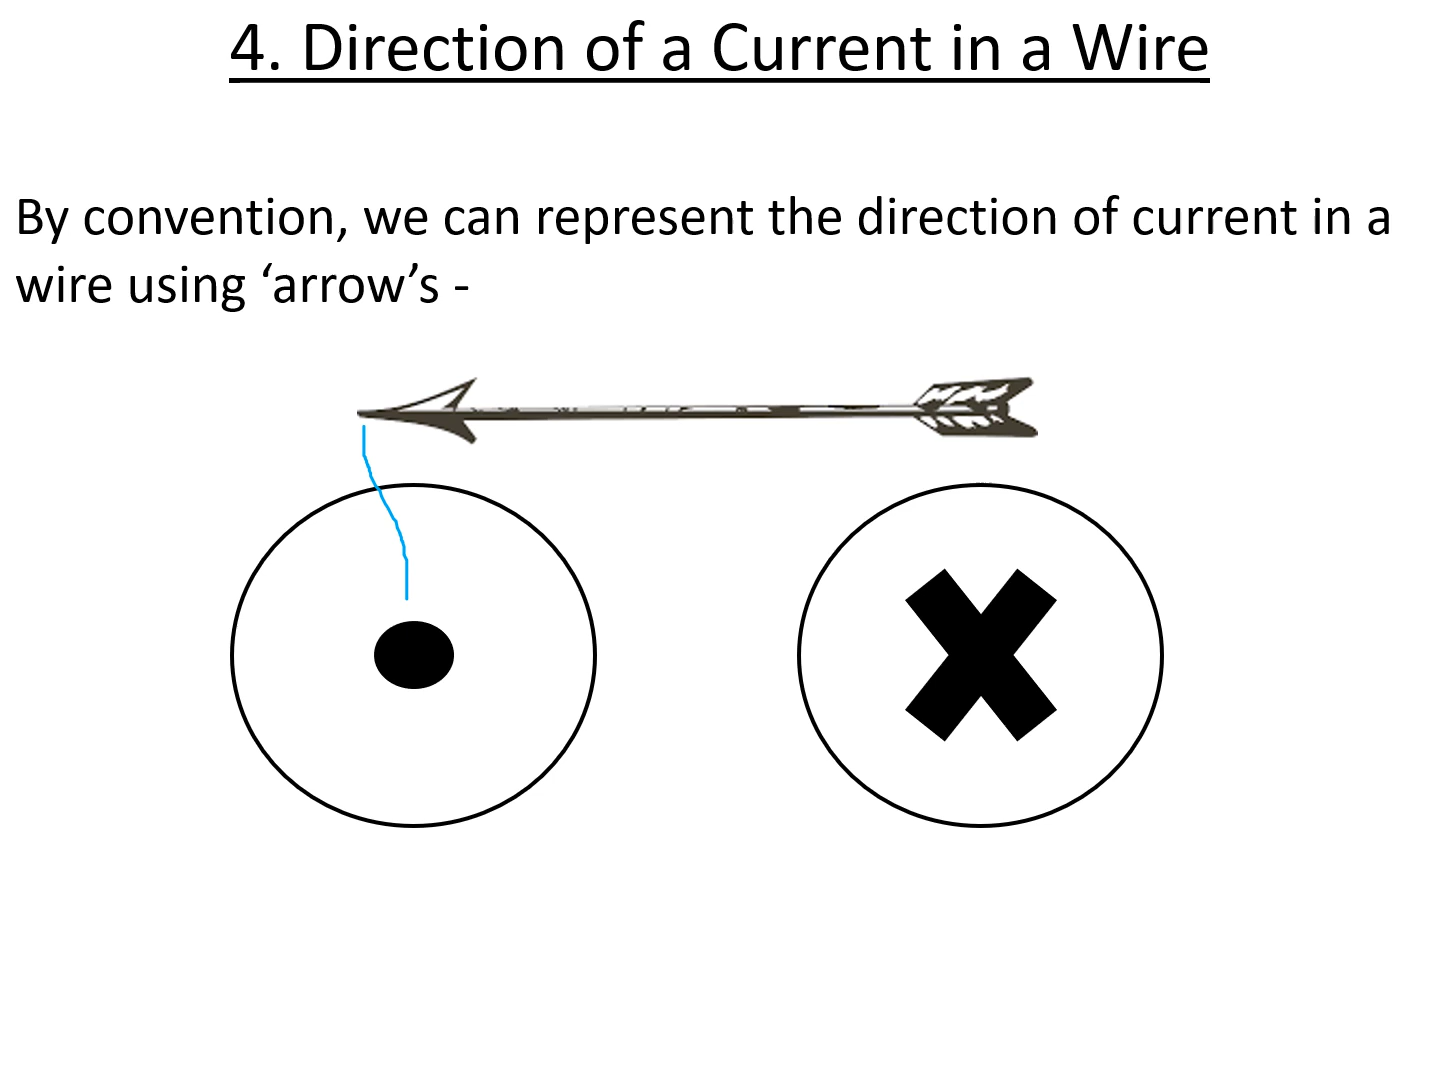 4. Direction of a Current in a Wire
By convention, we can represent the direction of current in a
wire using ‘arrow’s -